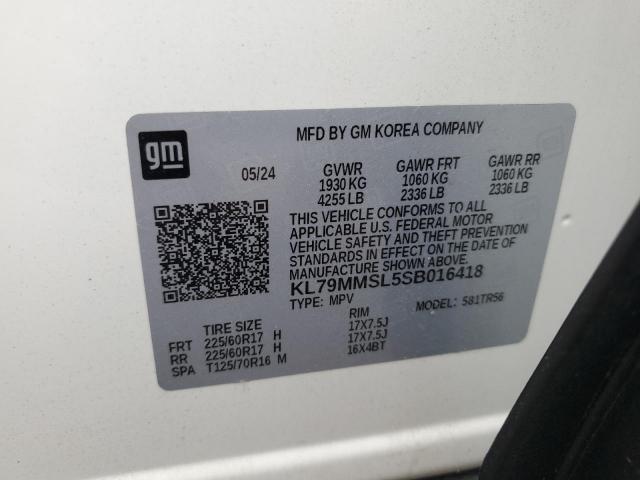 gm
MFD BY GM KOREA COMPANY
05/24 GVWR GAWR FRT GAWR RR
1930 KG 1060 KG 1060 KG
4255 LB 2336 LB 2336 LB
THIS VEHICLE CONFORMS TO ALL
APPLICABLE U.S. FEDERAL MOTOR
VEHICLE SAFETY AND THEFT PREVENTION
STANDARDS IN EFFECT ON THE DATE OF
MANUFACTURE SHOWN ABOVE.
KL79MMSL5SB016418
TYPE: MPV MODEL: 581TR56
TIRE SIZE RIM
FRT 225/60R17 H 17X7.5J
RR 225/60R17 H 17X7.5J
SPA T125/70R16 M 16X4BT